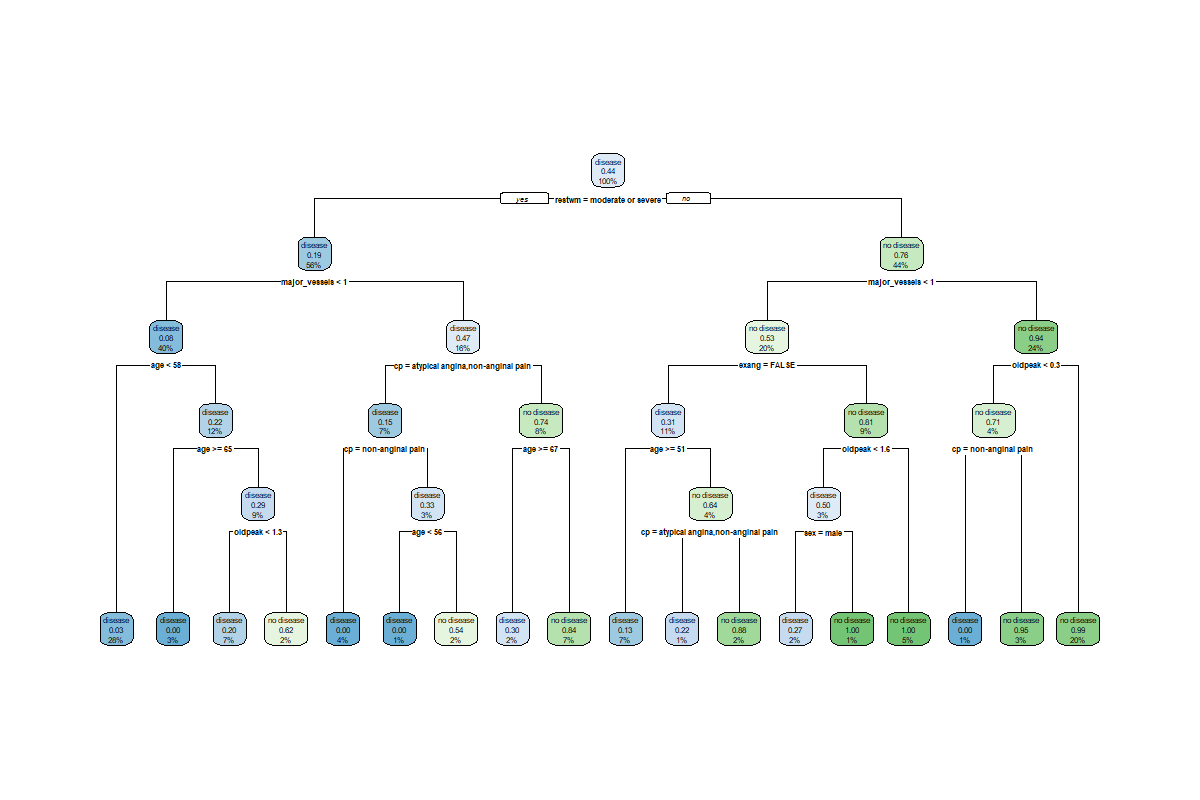 disease
0.44
100%
yes
restwm = moderate or severe
no
disease
0.19
56%
no disease
0.76
44%
major_vessels < 1
major_vessels < 1
disease
0.08
40%
disease
0.47
16%
no disease
0.53
20%
no disease
0.94
24%
age < 58
cp = atypical angina,non-anginal pain
exang = FALSE
oldpeak < 0.3
disease
0.22
12%
disease
0.15
7%
no disease
0.74
8%
disease
0.31
11%
no disease
0.81
9%
no disease
0.71
4%
age >= 65
cp = non-anginal pain
age >= 67
age >= 51
oldpeak < 1.6
cp = non-anginal pain
disease
0.29
9%
disease
0.33
3%
no disease
0.64
4%
disease
0.50
3%
oldpeak < 1.3
age < 56
cp = atypical angina,non-anginal pain
sex = male
disease
0.03
28%
disease
0.00
3%
disease
0.20
7%
no disease
0.62
2%
disease
0.00
4%
disease
0.00
1%
no disease
0.54
2%
disease
0.30
2%
no disease
0.84
7%
disease
0.13
7%
disease
0.22
1%
no disease
0.88
2%
disease
0.27
2%
no disease
1.00
1%
no disease
1.00
5%
disease
0.00
1%
no disease
0.95
3%
no disease
0.99
20%